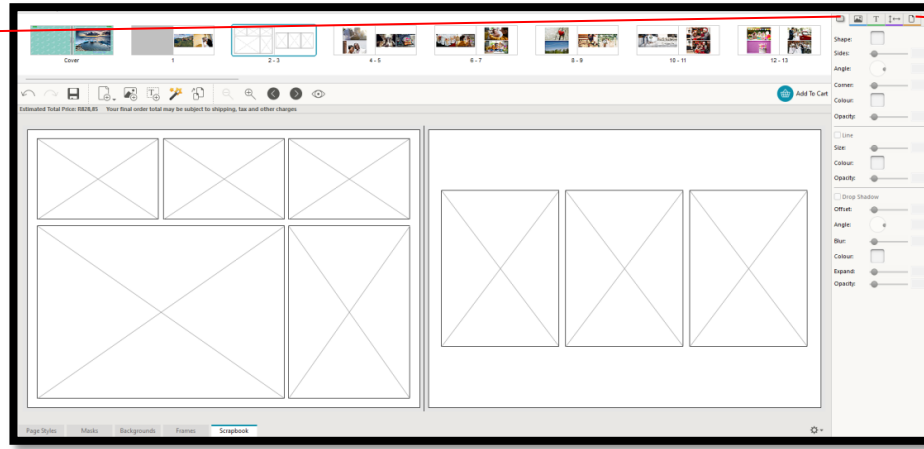 T
Cover
1
2 - 3
4 - 5
6 - 7
8 - 9
10 - 11
12 - 13
Add To Cart
Estimated Total Price: R828,85 Your final order total may be subject to shipping, tax and other charges
Shape:
Sides:
Angle:
Corner:
Colour:
Opacity:
Line
Size:
Colour:
Opacity:
Drop Shadow
Offset:
Angle:
Blur:
Colour:
Expand:
Opacity:
Page Styles Masks Backgrounds Frames Scrapbook